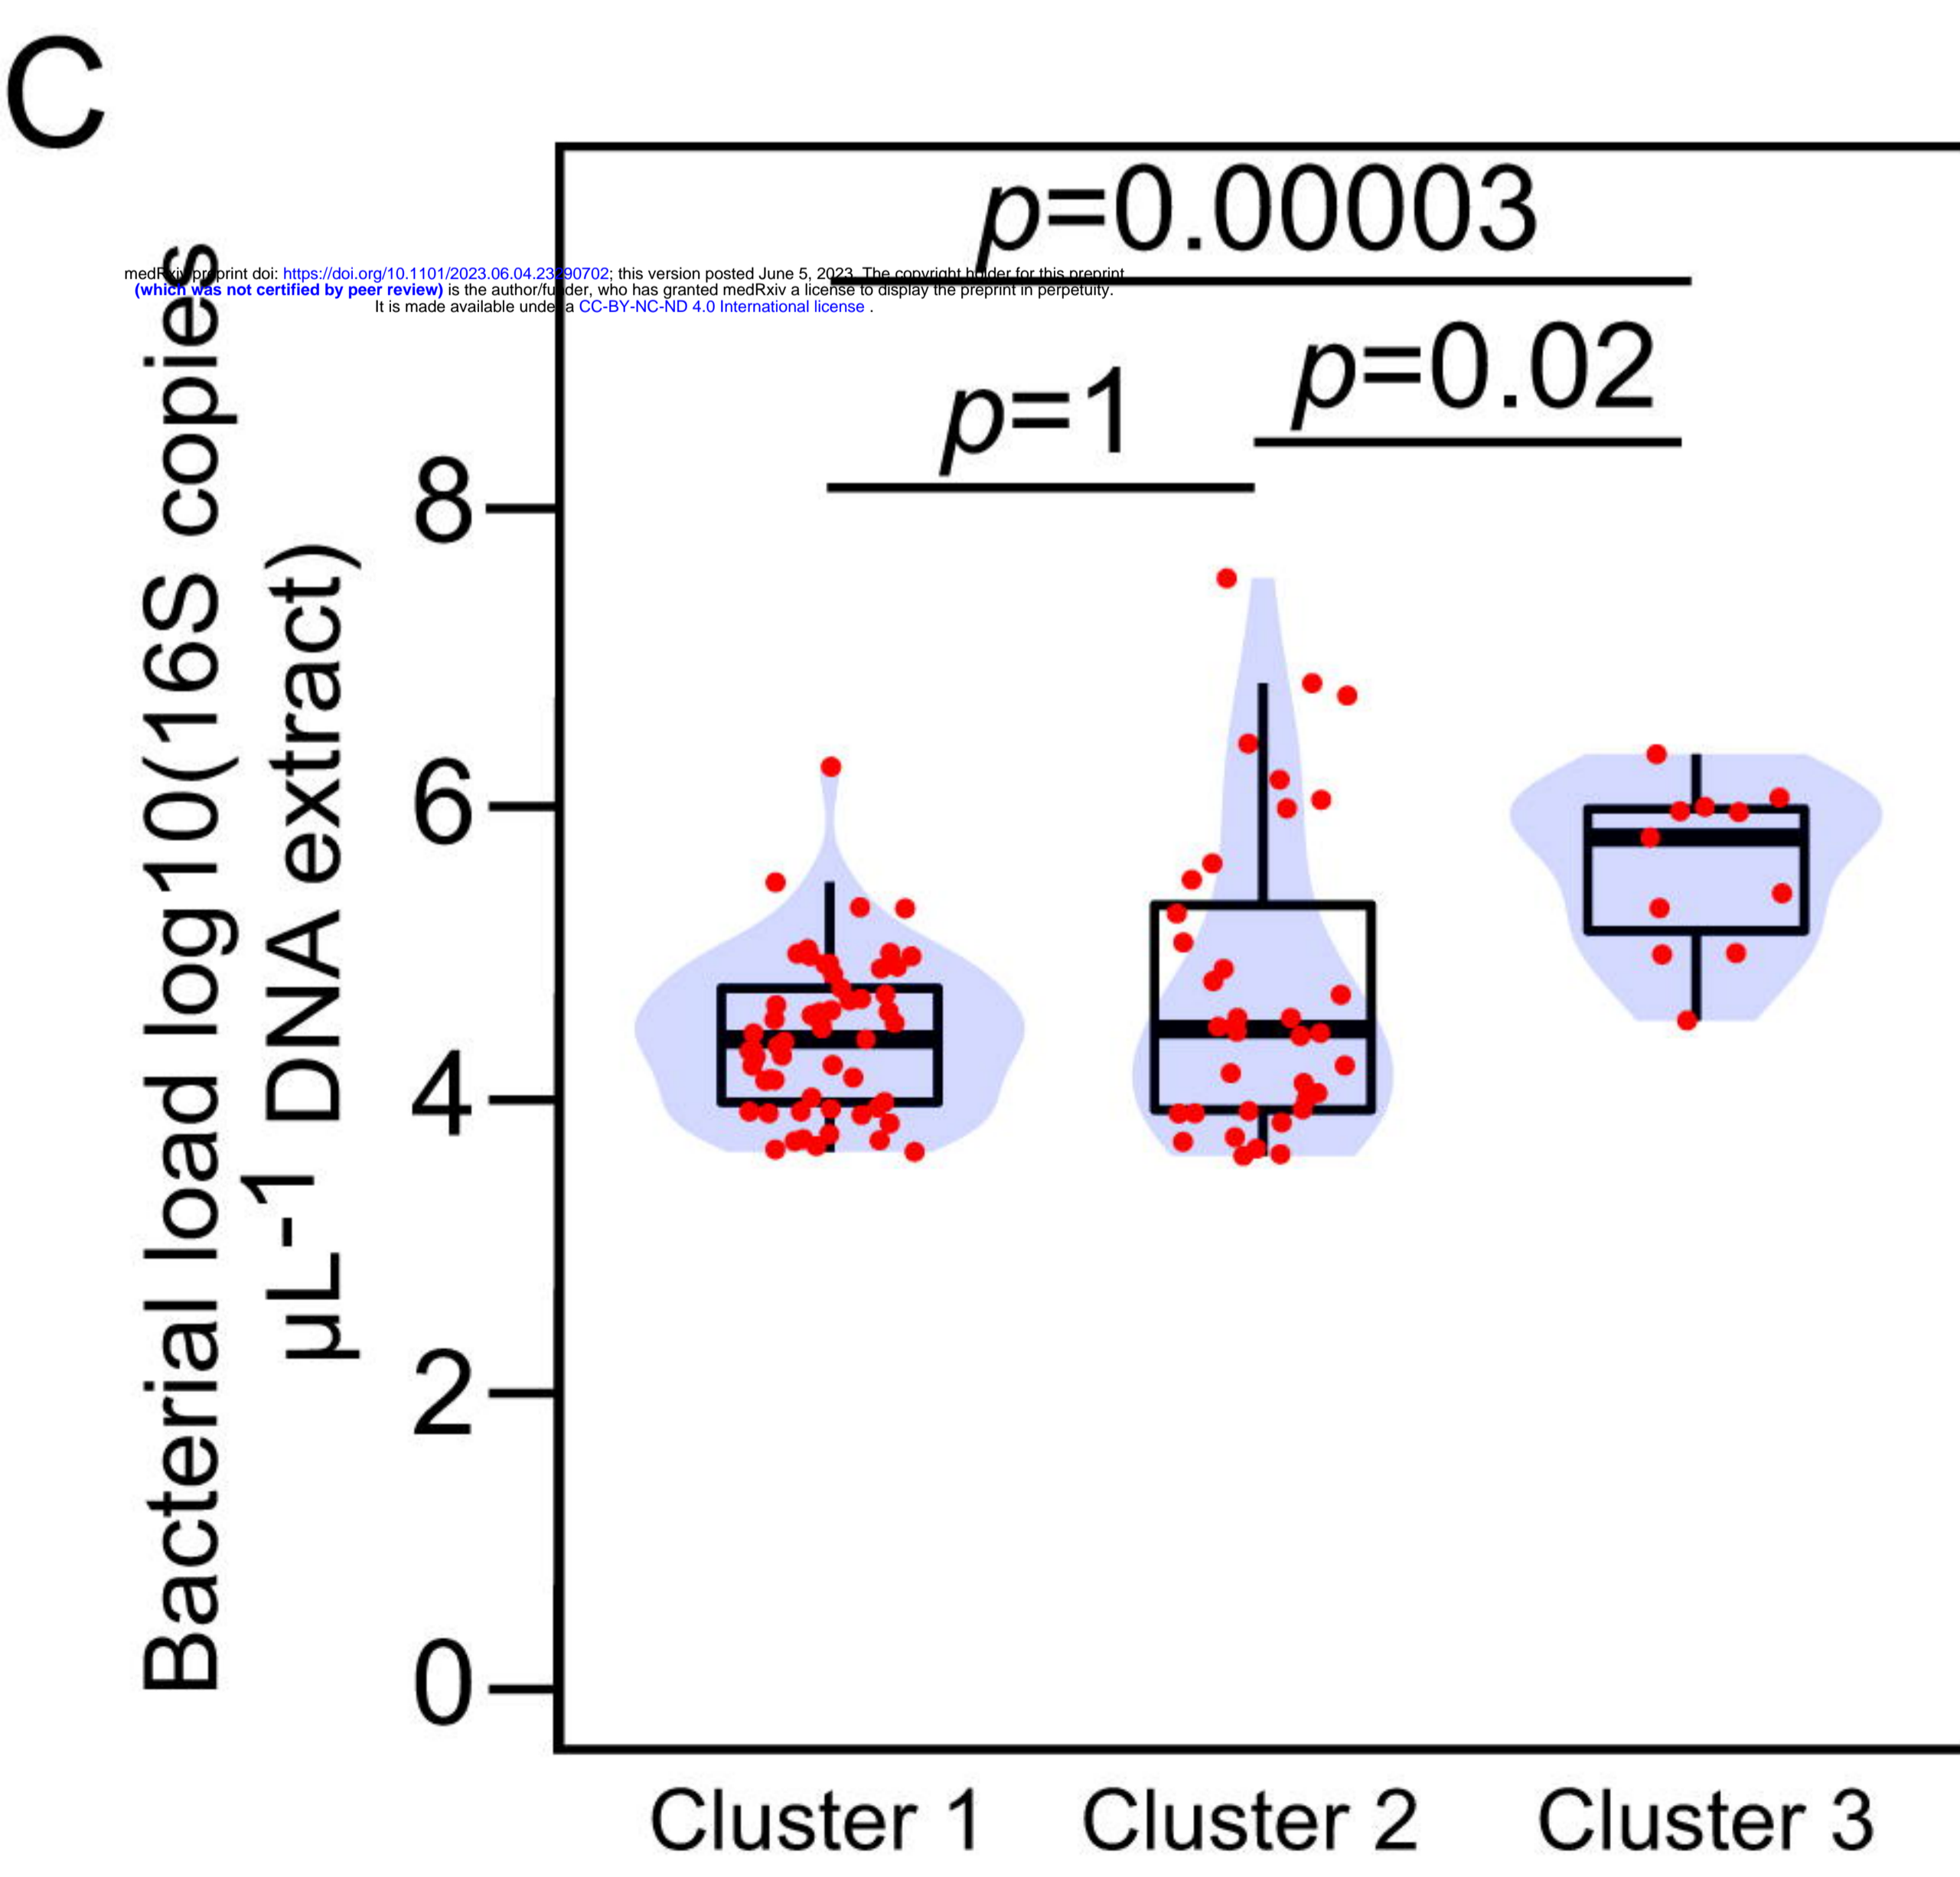 C
p=0.00003
medRxiv preprint doi: https://doi.org/10.1101/2023.06.04.23290702; this version posted June 5, 2023. The copyright holder for this preprint
(which was not certified by peer review) is the author/funder, who has granted medRxiv a license to display the preprint in perpetuity.
It is made available under a CC-BY-NC-ND 4.0 International license .
p=0.02
p=1
Bacterial load log10(16S copies
µL-1 DNA extract)
8
6
4
2
0
Cluster 1 Cluster 2 Cluster 3